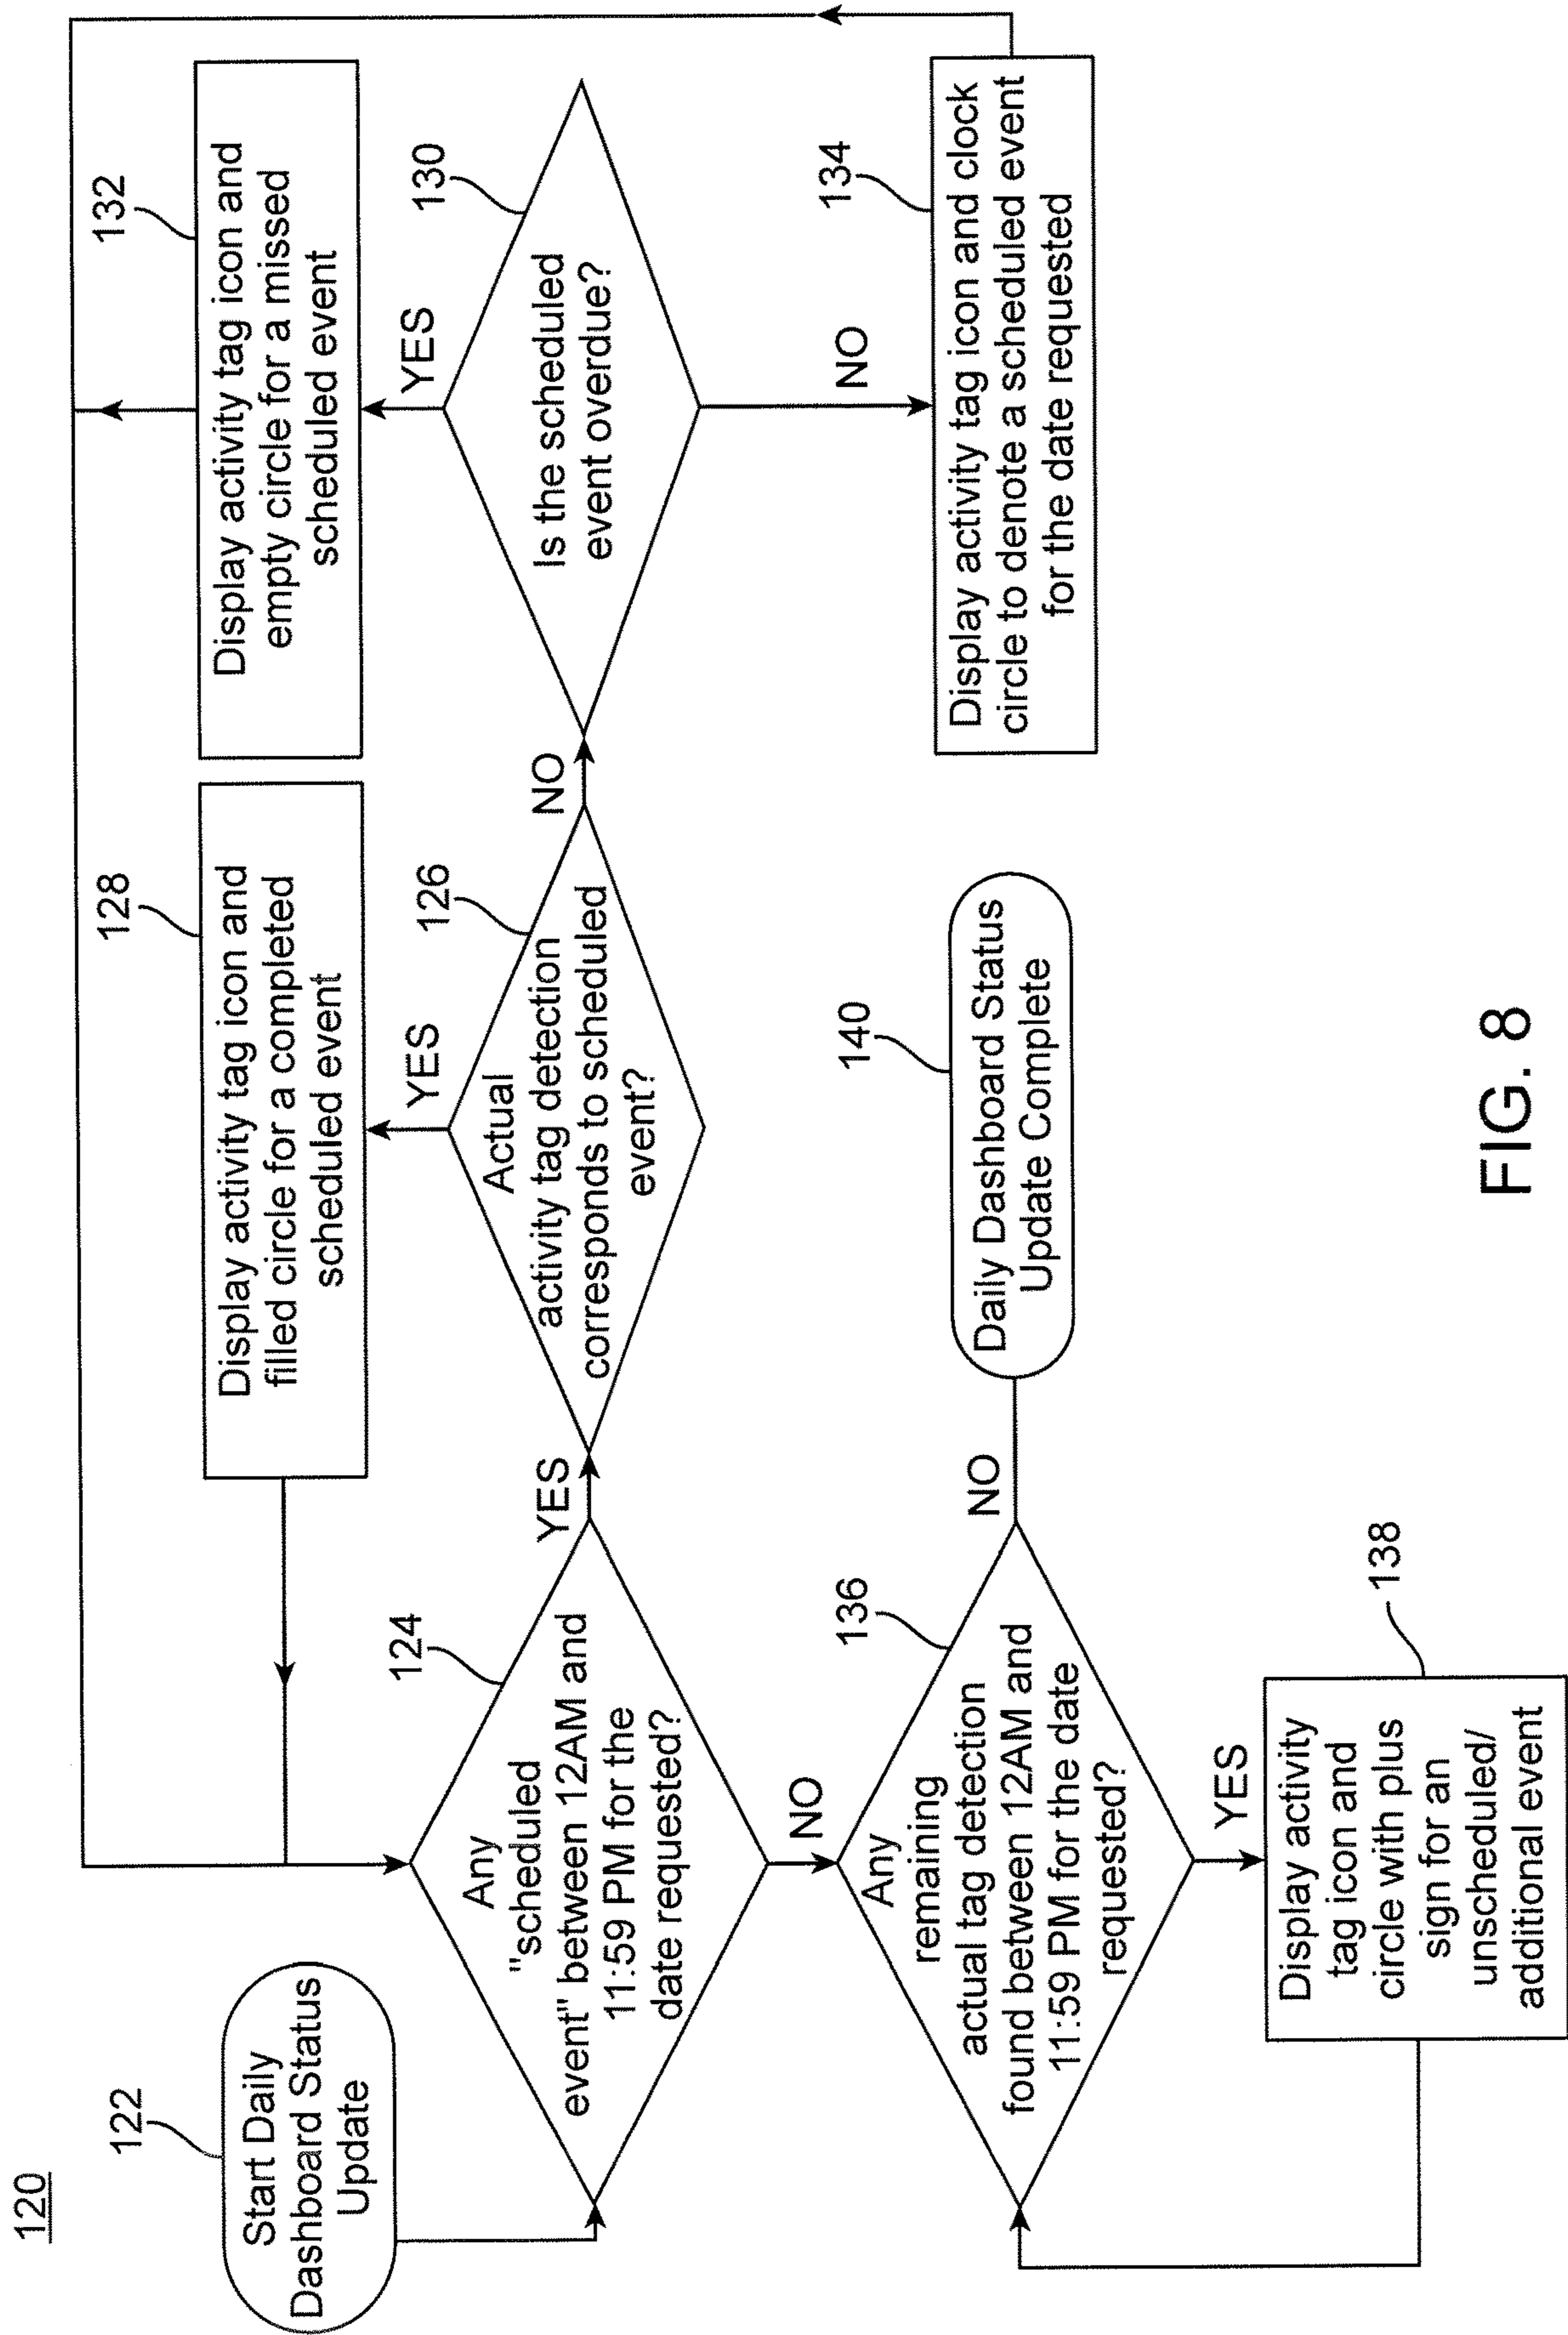 120
122
Start Daily
Dashboard Status
Update
124
Any
"scheduled
event" between 12AM and
11:59 PM for the
date requested?
YES
NO
126
Actual
activity tag detection
corresponds to scheduled
event?
YES
NO
128
Display activity tag icon and
filled circle for a completed
scheduled event
130
Is the scheduled
event overdue?
YES
NO
132
Display activity tag icon and
empty circle for a missed
scheduled event
134
Display activity tag icon and clock
circle to denote a scheduled event
for the date requested
136
Any
remaining
actual tag detection
found between 12AM and
11:59 PM for the date
requested?
NO
YES
138
Display activity
tag icon and
circle with plus
sign for an
unscheduled/
additional event
140
Daily Dashboard Status
Update Complete
FIG. 8